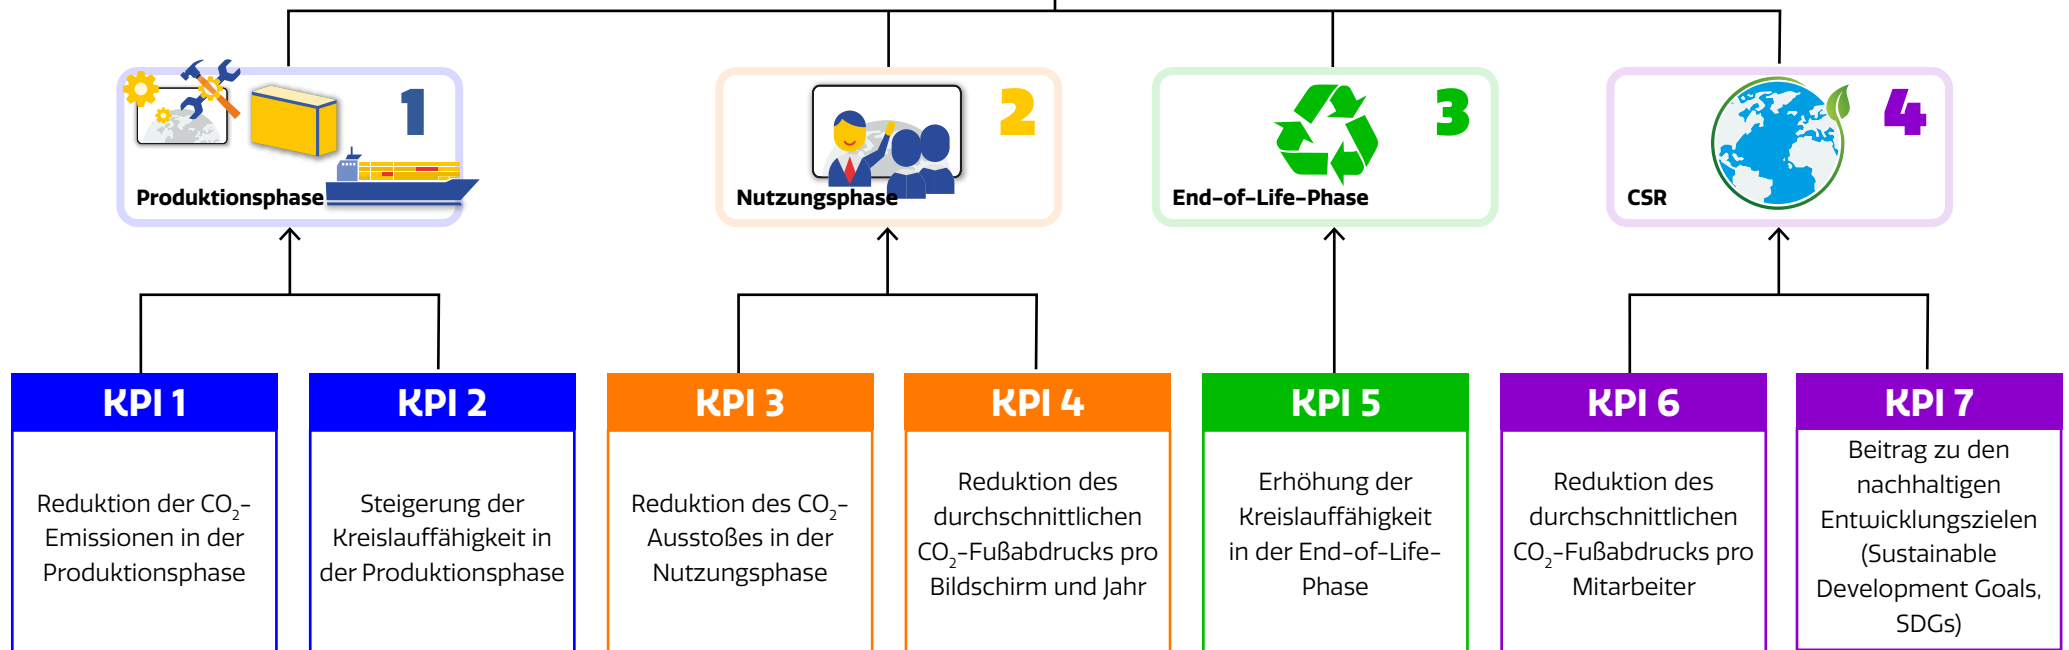 1
Produktionsphase
2
Nutzungsphase
3
End-of-Life-Phase
4
CSR
KPI 1
Reduktion der CO₂-
Emissionen in der
Produktionsphase
KPI 2
Steigerung der
Kreislauffähigkeit in
der Produktionsphase
KPI 3
Reduktion des CO₂-
Ausstoßes in der
Nutzungsphase
KPI 4
Reduktion des
durchschnittlichen
CO₂-Fußabdrucks pro
Bildschirm und Jahr
KPI 5
Erhöhung der
Kreislauffähigkeit
in der End-of-Life-
Phase
KPI 6
Reduktion des
durchschnittlichen
CO₂-Fußabdrucks pro
Mitarbeiter
KPI 7
Beitrag zu den
nachhaltigen
Entwicklungszielen
(Sustainable
Development Goals,
SDGs)